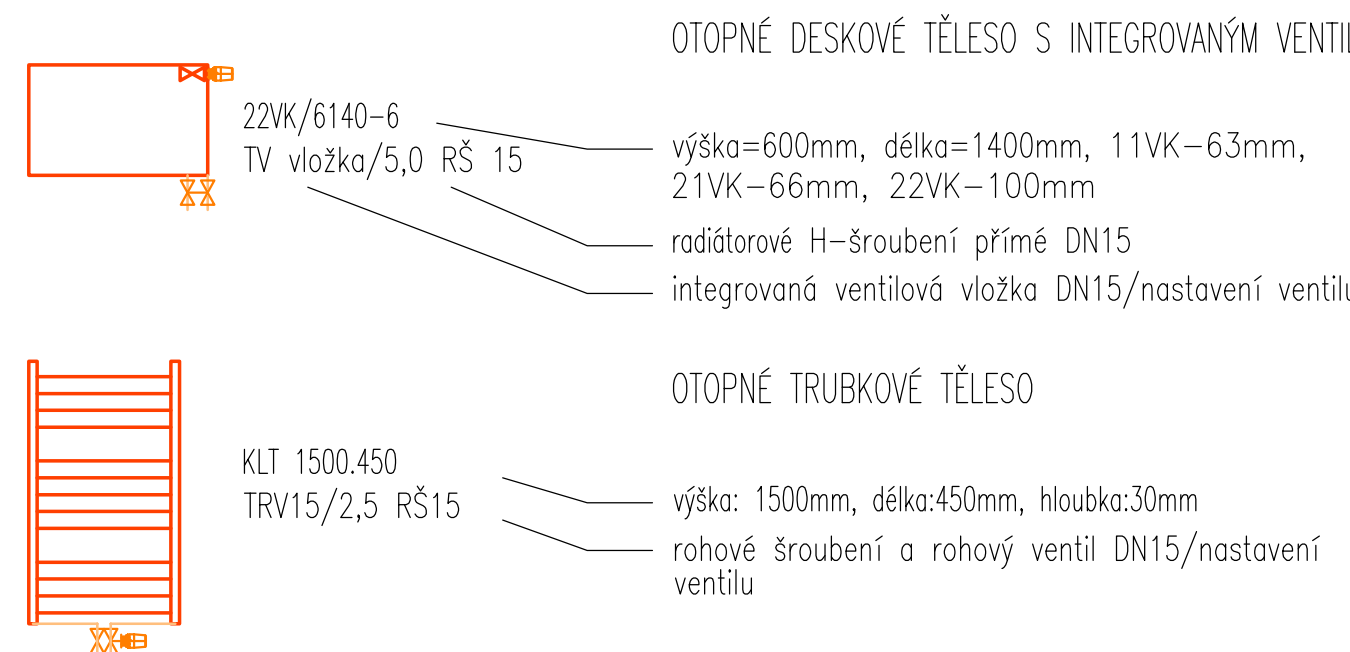 OTOPNÉ DESKOVÉ TĚLESO S INTEGROVANÝM VENTIL
22VK/6140-6
TV vložka/5,0 RŠ 15
výška=600mm, délka=1400mm, 11VK-63mm,
21VK-66mm, 22VK-100mm
radiátorové H-šroubení přímé DN15
integrovaná ventilová vložka DN15/nastavení ventilu
OTOPNÉ TRUBKOVÉ TĚLESO
KLT 1500.450
TRV15/2,5 RŠ15
výška: 1500mm, délka:450mm, hloubka:30mm
rohové šroubení a rohový ventil DN15/nastavení
ventilu